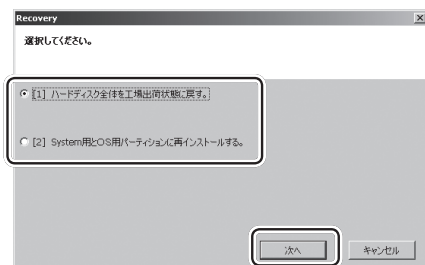 Recovery
選択してください。
[1] ハードディスク全体を工場出荷状態に戻す。
[2] System用とOS用パーティションに再インストールする。
次へ
キャンセル